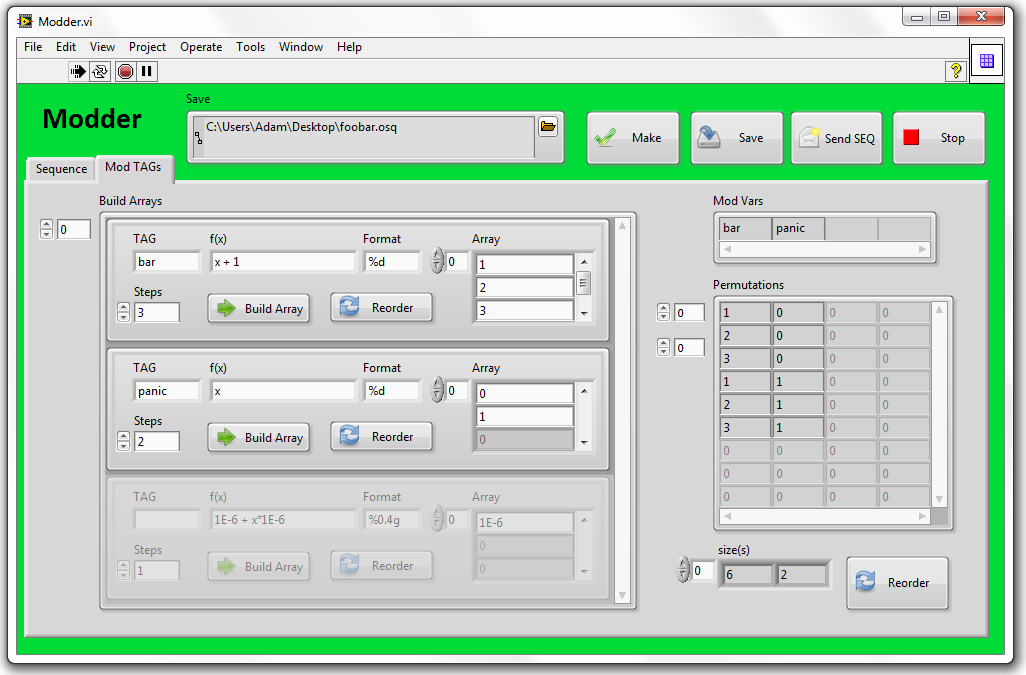 Modder.vi
File Edit View Project Operate Tools Window Help
?
Modder
Save
C:\Users\Adam\Desktop\foobar.osq
Make
Save
Send SEQ
Stop
Sequence
Mod TAGs
Build Arrays
0
TAG f(x) Format Array
bar x + 1 %d 0 1
2
Steps
3 Build Array Reorder 3
TAG f(x) Format Array
panic x %d 0 0
1
Steps
2 Build Array Reorder 0
TAG f(x) Format Array
1E-6 + x*1E-6 %0.4g 0 1E-6
0
Steps
1 Build Array Reorder 0
Mod Vars
bar panic
Permutations
0
0
1 0 0 0
2 0 0 0
3 0 0 0
1 1 0 0
2 1 0 0
3 1 0 0
0 0 0 0
0 0 0 0
0 0 0 0
size(s)
0 6 2
Reorder